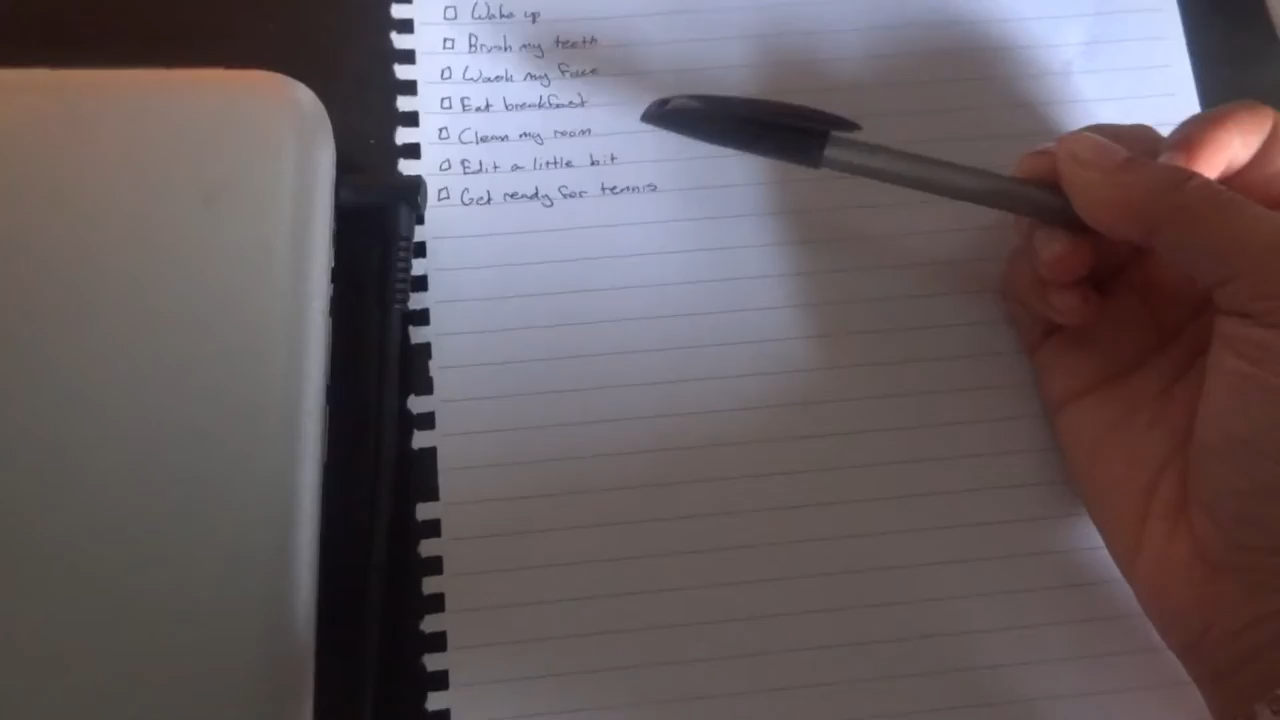 ☐ Wake up
☐ Brush my teeth
☐ Wash my face
☐ Eat breakfast
☐ Clean my room
☐ Edit a little bit
☐ Get ready for tennis